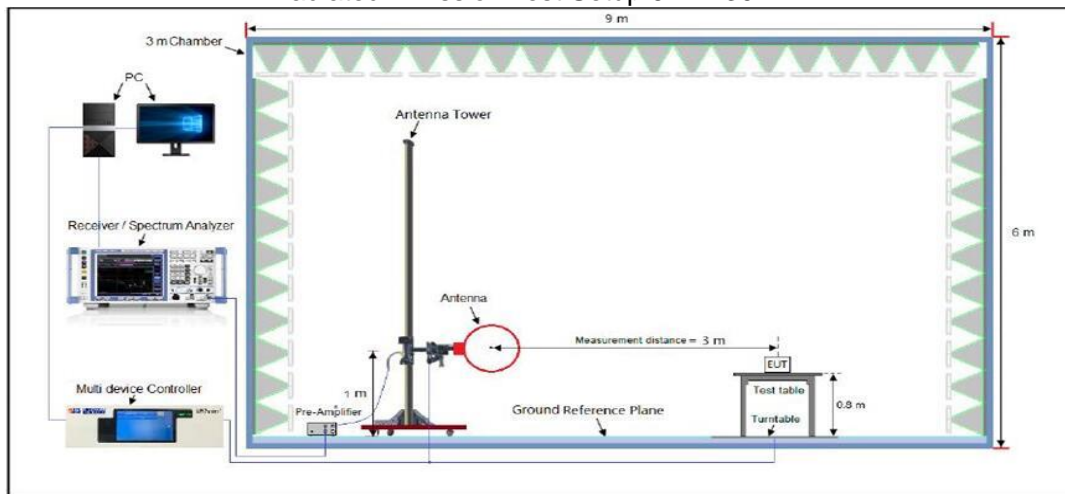 9 m
3 m Chamber
PC
Antenna Tower
Receiver / Spectrum Analyzer
6 m
Antenna
Measurement distance = 3 m
EUT
Multi device Controller
1 m
Test table
0.8 m
Pre-Amplifier
Ground Reference Plane
Turntable